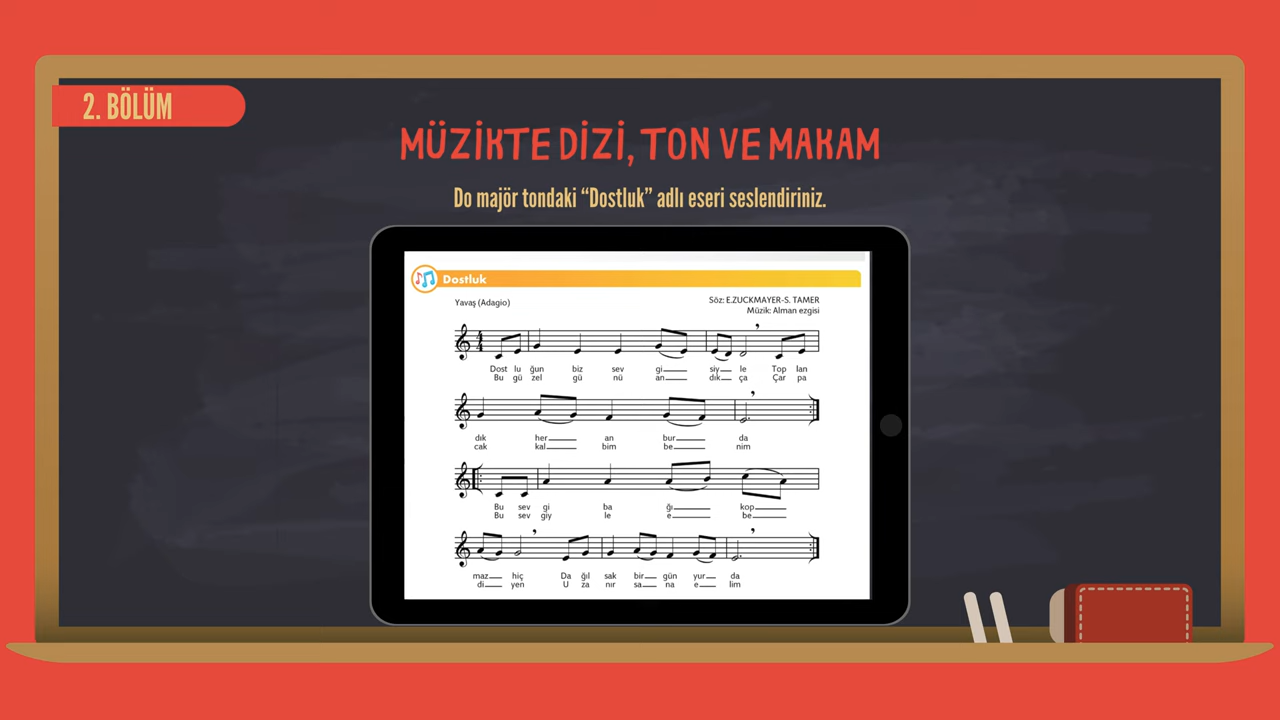 2. BÖLÜM
MÜZİKTE DİZİ, TON VE MAKAM
Do majör tondaki “Dostluk” adlı eseri seslendiriniz.
Dostluk
Yavaş (Adagio)
Söz: E.ZUCKMAYER-S. TAMER
Müzik: Alman ezgisi
4
4
Dost lu ğun biz sev gi siy le Top lan
Bu gü zel gü nü an dık ça Çar pa
dık her an bur da
cak kal bim be nim
Bu sev gi ba ğı kop
Bu sev giy le e be
maz hiç Da ğıl sak bir gün yur da
di yen U za nır sa na e lim